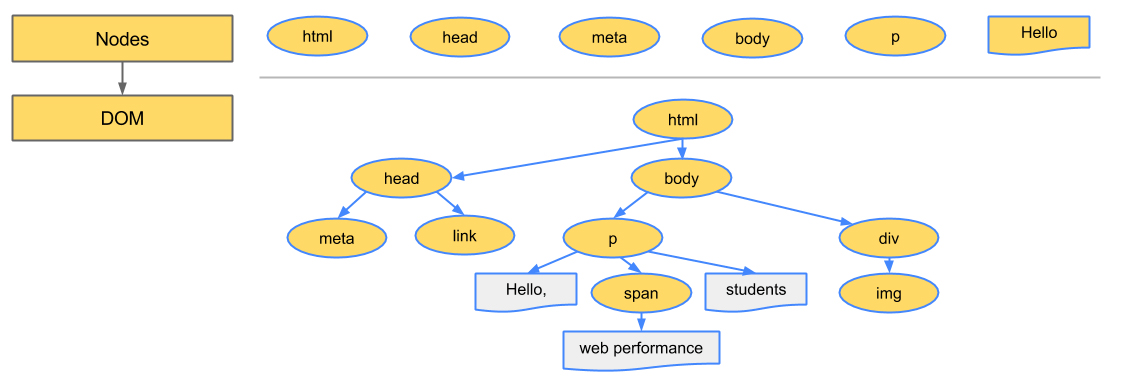 Nodes
html
head
meta
body
p
Hello
DOM
html
head
body
meta
link
p
div
Hello,
span
students
img
web performance